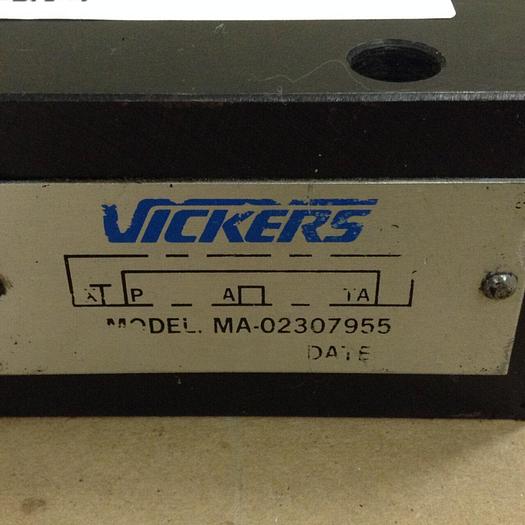 VICKERS
X T P A TA
MODEL. MA-02307955
DATE